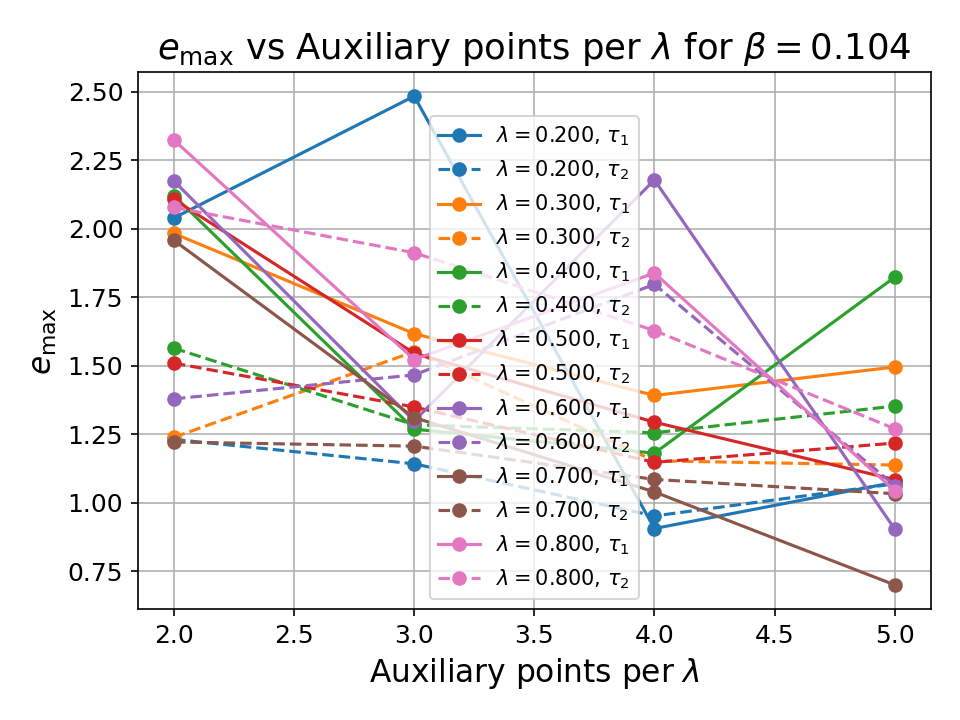 e_max vs Auxiliary points per λ for β = 0.104
e_max
2.50
2.25
2.00
1.75
1.50
1.25
1.00
0.75
λ = 0.200, τ₁
λ = 0.200, τ₂
λ = 0.300, τ₁
λ = 0.300, τ₂
λ = 0.400, τ₁
λ = 0.400, τ₂
λ = 0.500, τ₁
λ = 0.500, τ₂
λ = 0.600, τ₁
λ = 0.600, τ₂
λ = 0.700, τ₁
λ = 0.700, τ₂
λ = 0.800, τ₁
λ = 0.800, τ₂
2.0 2.5 3.0 3.5 4.0 4.5 5.0
Auxiliary points per λ